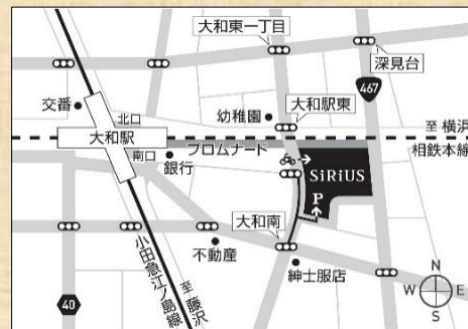 大和東一丁目
深見台
467
交番
北口
幼稚園
大和駅東
至 横浜
大和駅
相鉄本線
南口
プロムナード
銀行
SiRiUS
P
大和南
不動産
紳士服店
小田急江ノ島線
至 藤沢
40
N
W
E
S